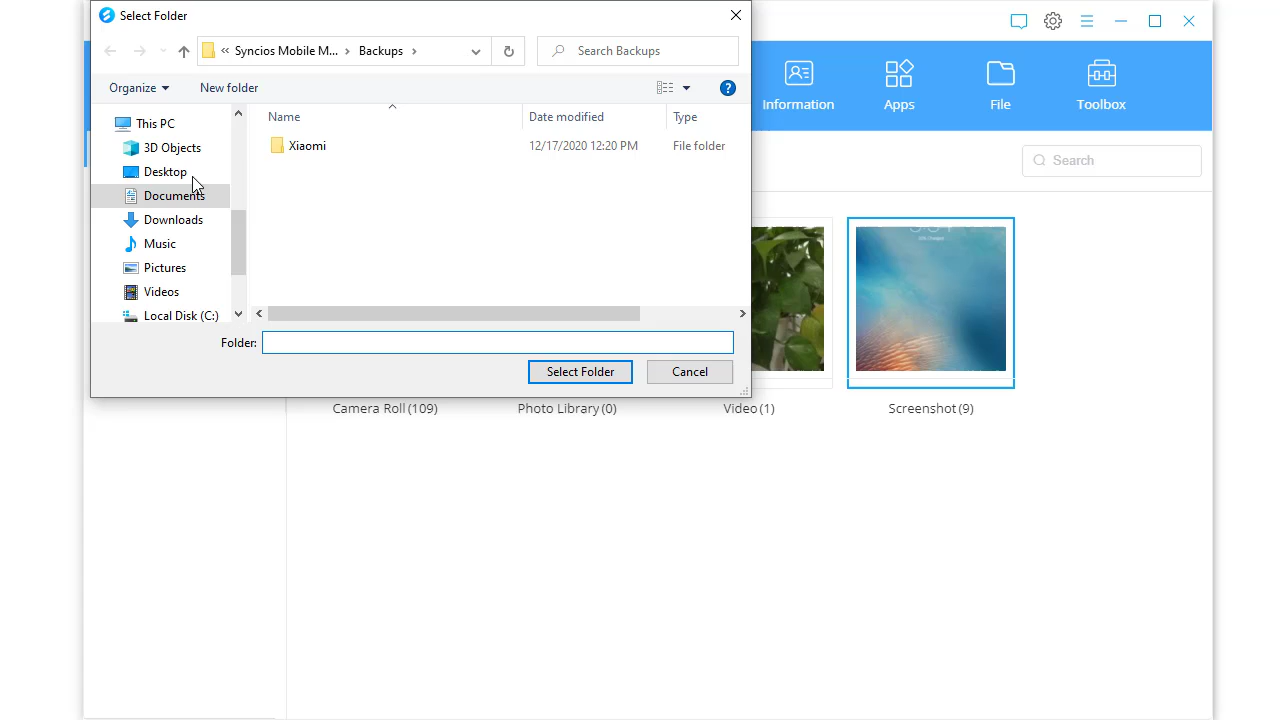 Select Folder
« Syncios Mobile M... › Backups ›
Search Backups
Organize
New folder
?
Information
Apps
File
Toolbox
This PC
3D Objects
Desktop
Documents
Downloads
Music
Pictures
Videos
Local Disk (C:)
Name
Date modified
Type
Xiaomi
12/17/2020 12:20 PM
File folder
Search
Folder:
Select Folder
Cancel
Camera Roll (109)
Photo Library (0)
Video (1)
Screenshot (9)